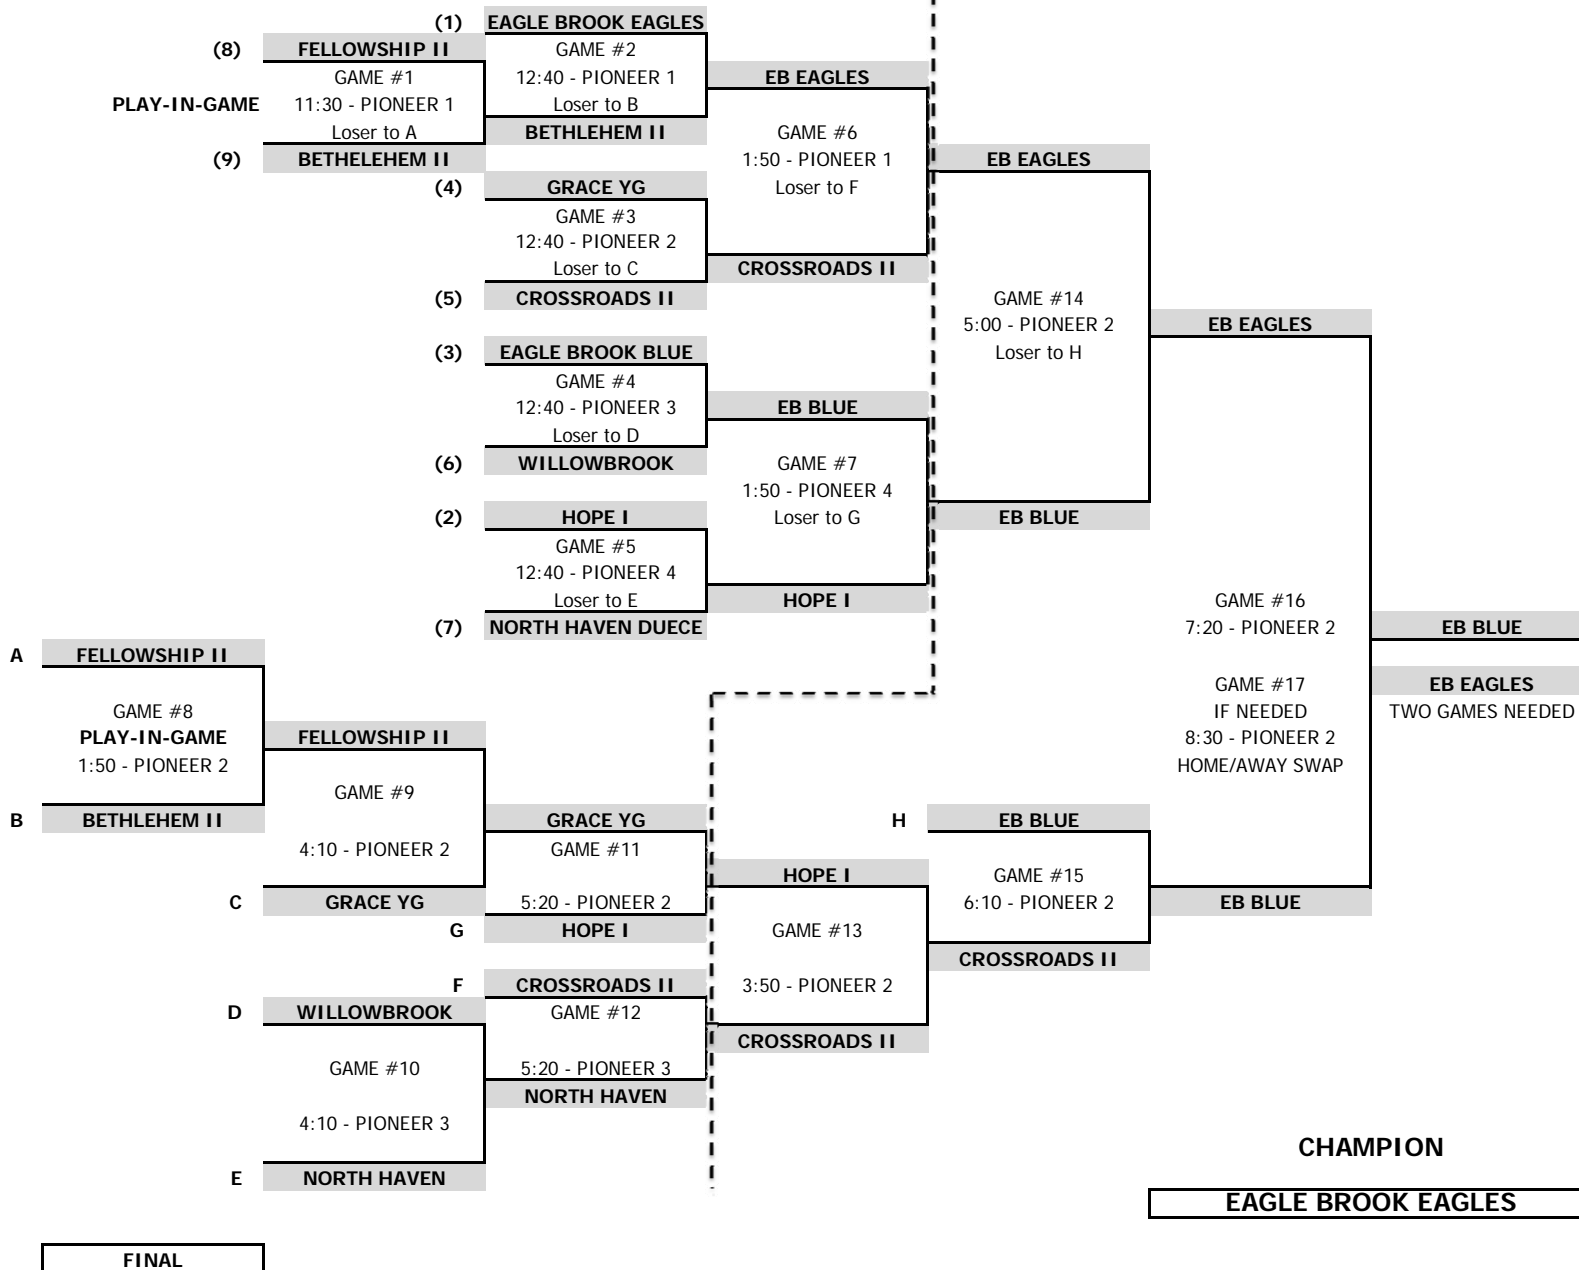 (1) EAGLE BROOK EAGLES
(8) FELLOWSHIP II
GAME #2
GAME #1
12:40 - PIONEER 1
EB EAGLES
PLAY-IN-GAME
11:30 - PIONEER 1
Loser to B
Loser to A
BETHLEHEM II
GAME #6
(9) BETHELEHEM II
1:50 - PIONEER 1
EB EAGLES
(4) GRACE YG
Loser to F
GAME #3
12:40 - PIONEER 2
Loser to C
CROSSROADS II
(5) CROSSROADS II
GAME #14
5:00 - PIONEER 2
EB EAGLES
(3) EAGLE BROOK BLUE
Loser to H
GAME #4
12:40 - PIONEER 3
EB BLUE
Loser to D
(6) WILLOWBROOK
GAME #7
1:50 - PIONEER 4
(2) HOPE I
Loser to G
EB BLUE
GAME #5
12:40 - PIONEER 4
Loser to E
HOPE I
GAME #16
(7) NORTH HAVEN DUECE
7:20 - PIONEER 2
EB BLUE
A FELLOWSHIP II
GAME #17
EB EAGLES
GAME #8
IF NEEDED
TWO GAMES NEEDED
PLAY-IN-GAME
FELLOWSHIP II
8:30 - PIONEER 2
1:50 - PIONEER 2
HOME/AWAY SWAP
GAME #9
B BETHLEHEM II
GRACE YG
H EB BLUE
4:10 - PIONEER 2
GAME #11
HOPE I
GAME #15
C GRACE YG
5:20 - PIONEER 2
6:10 - PIONEER 2
EB BLUE
G HOPE I
GAME #13
CROSSROADS II
F CROSSROADS II
3:50 - PIONEER 2
D WILLOWBROOK
GAME #12
CROSSROADS II
GAME #10
5:20 - PIONEER 3
NORTH HAVEN
4:10 - PIONEER 3
CHAMPION
E NORTH HAVEN
EAGLE BROOK EAGLES
FINAL